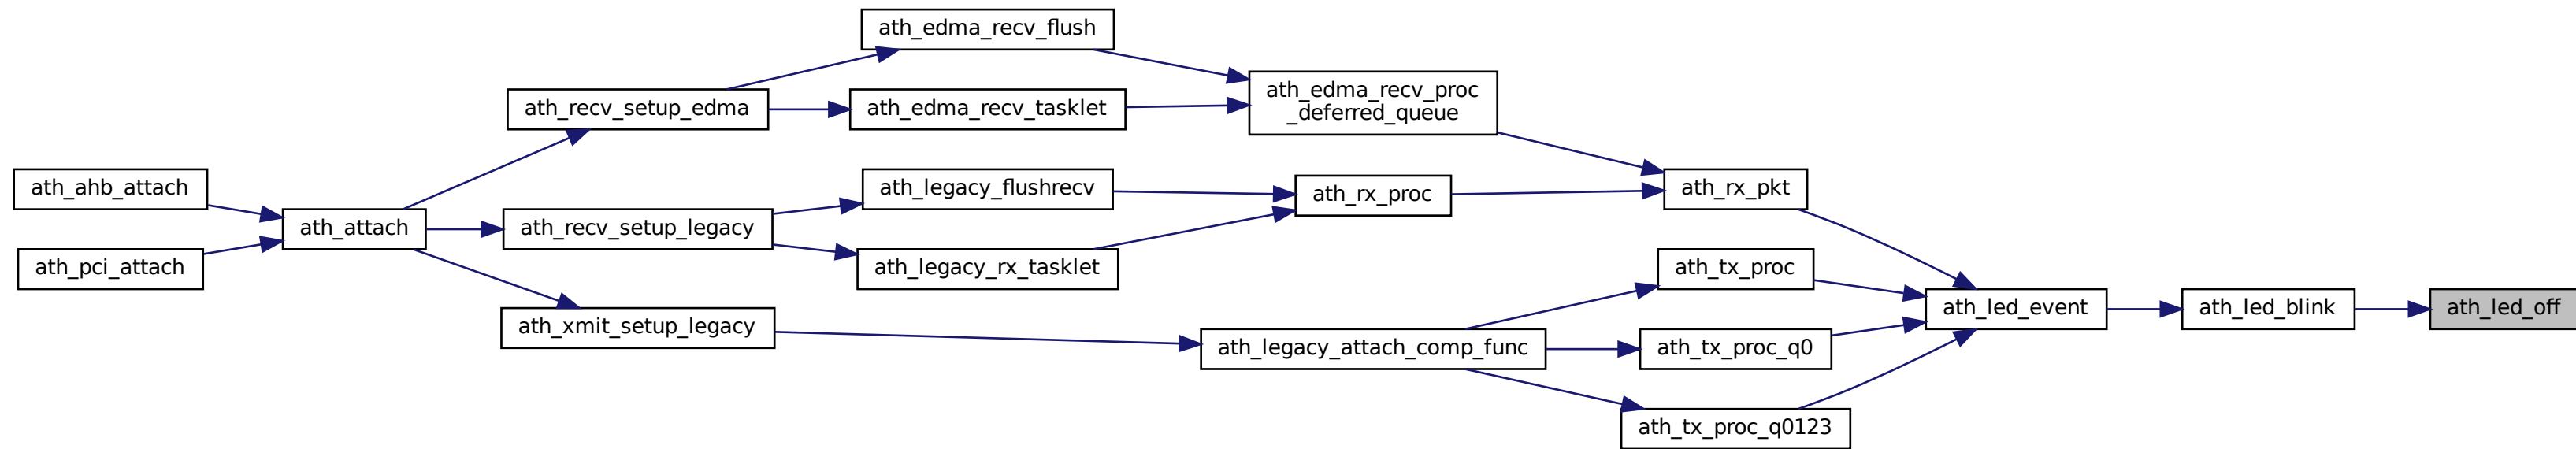 ath_edma_recv_flush
ath_edma_recv_proc
_deferred_queue
ath_recv_setup_edma
ath_edma_recv_tasklet
ath_ahb_attach
ath_legacy_flushrecv
ath_rx_proc
ath_rx_pkt
ath_attach
ath_recv_setup_legacy
ath_pci_attach
ath_legacy_rx_tasklet
ath_tx_proc
ath_led_event
ath_led_blink
ath_led_off
ath_xmit_setup_legacy
ath_legacy_attach_comp_func
ath_tx_proc_q0
ath_tx_proc_q0123